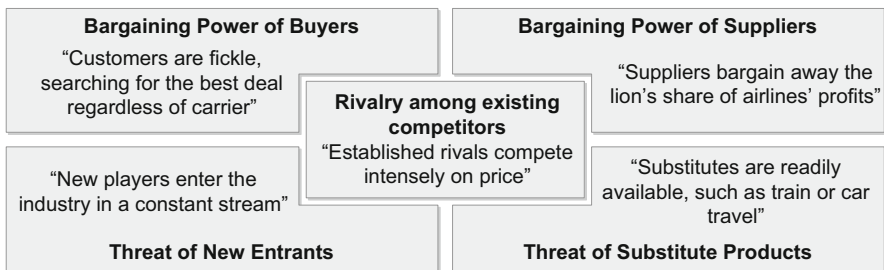 Bargaining Power of Buyers
“Customers are fickle,
searching for the best deal
regardless of carrier”
Bargaining Power of Suppliers
“Suppliers bargain away the
lion’s share of airlines’ profits”
Rivalry among existing
competitors
“Established rivals compete
intensely on price”
“New players enter the
industry in a constant stream”
Threat of New Entrants
“Substitutes are readily
available, such as train or car
travel”
Threat of Substitute Products